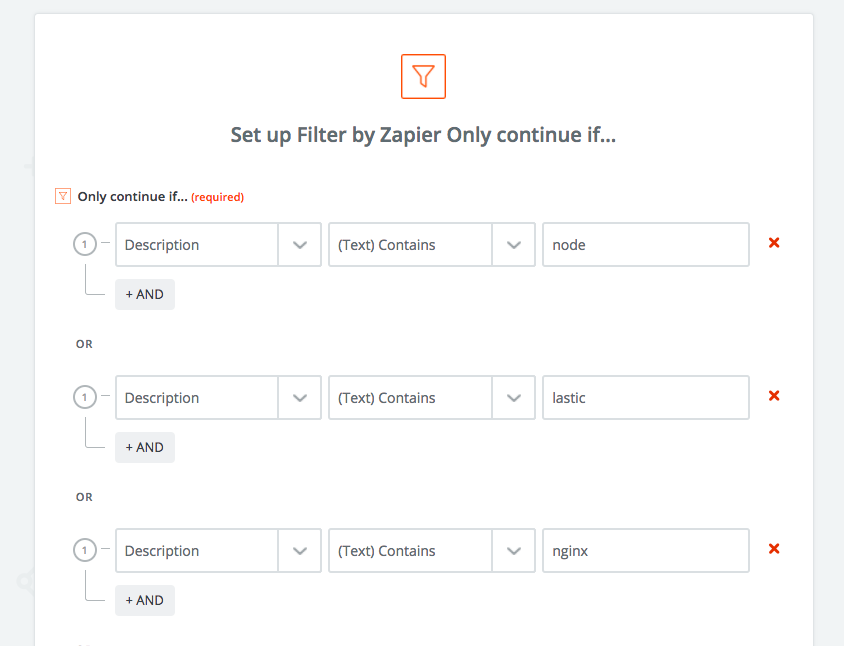 Set up Filter by Zapier Only continue if...
Only continue if... (required)
1 Description (Text) Contains node
+ AND
OR
1 Description (Text) Contains lastic
+ AND
OR
1 Description (Text) Contains nginx
+ AND